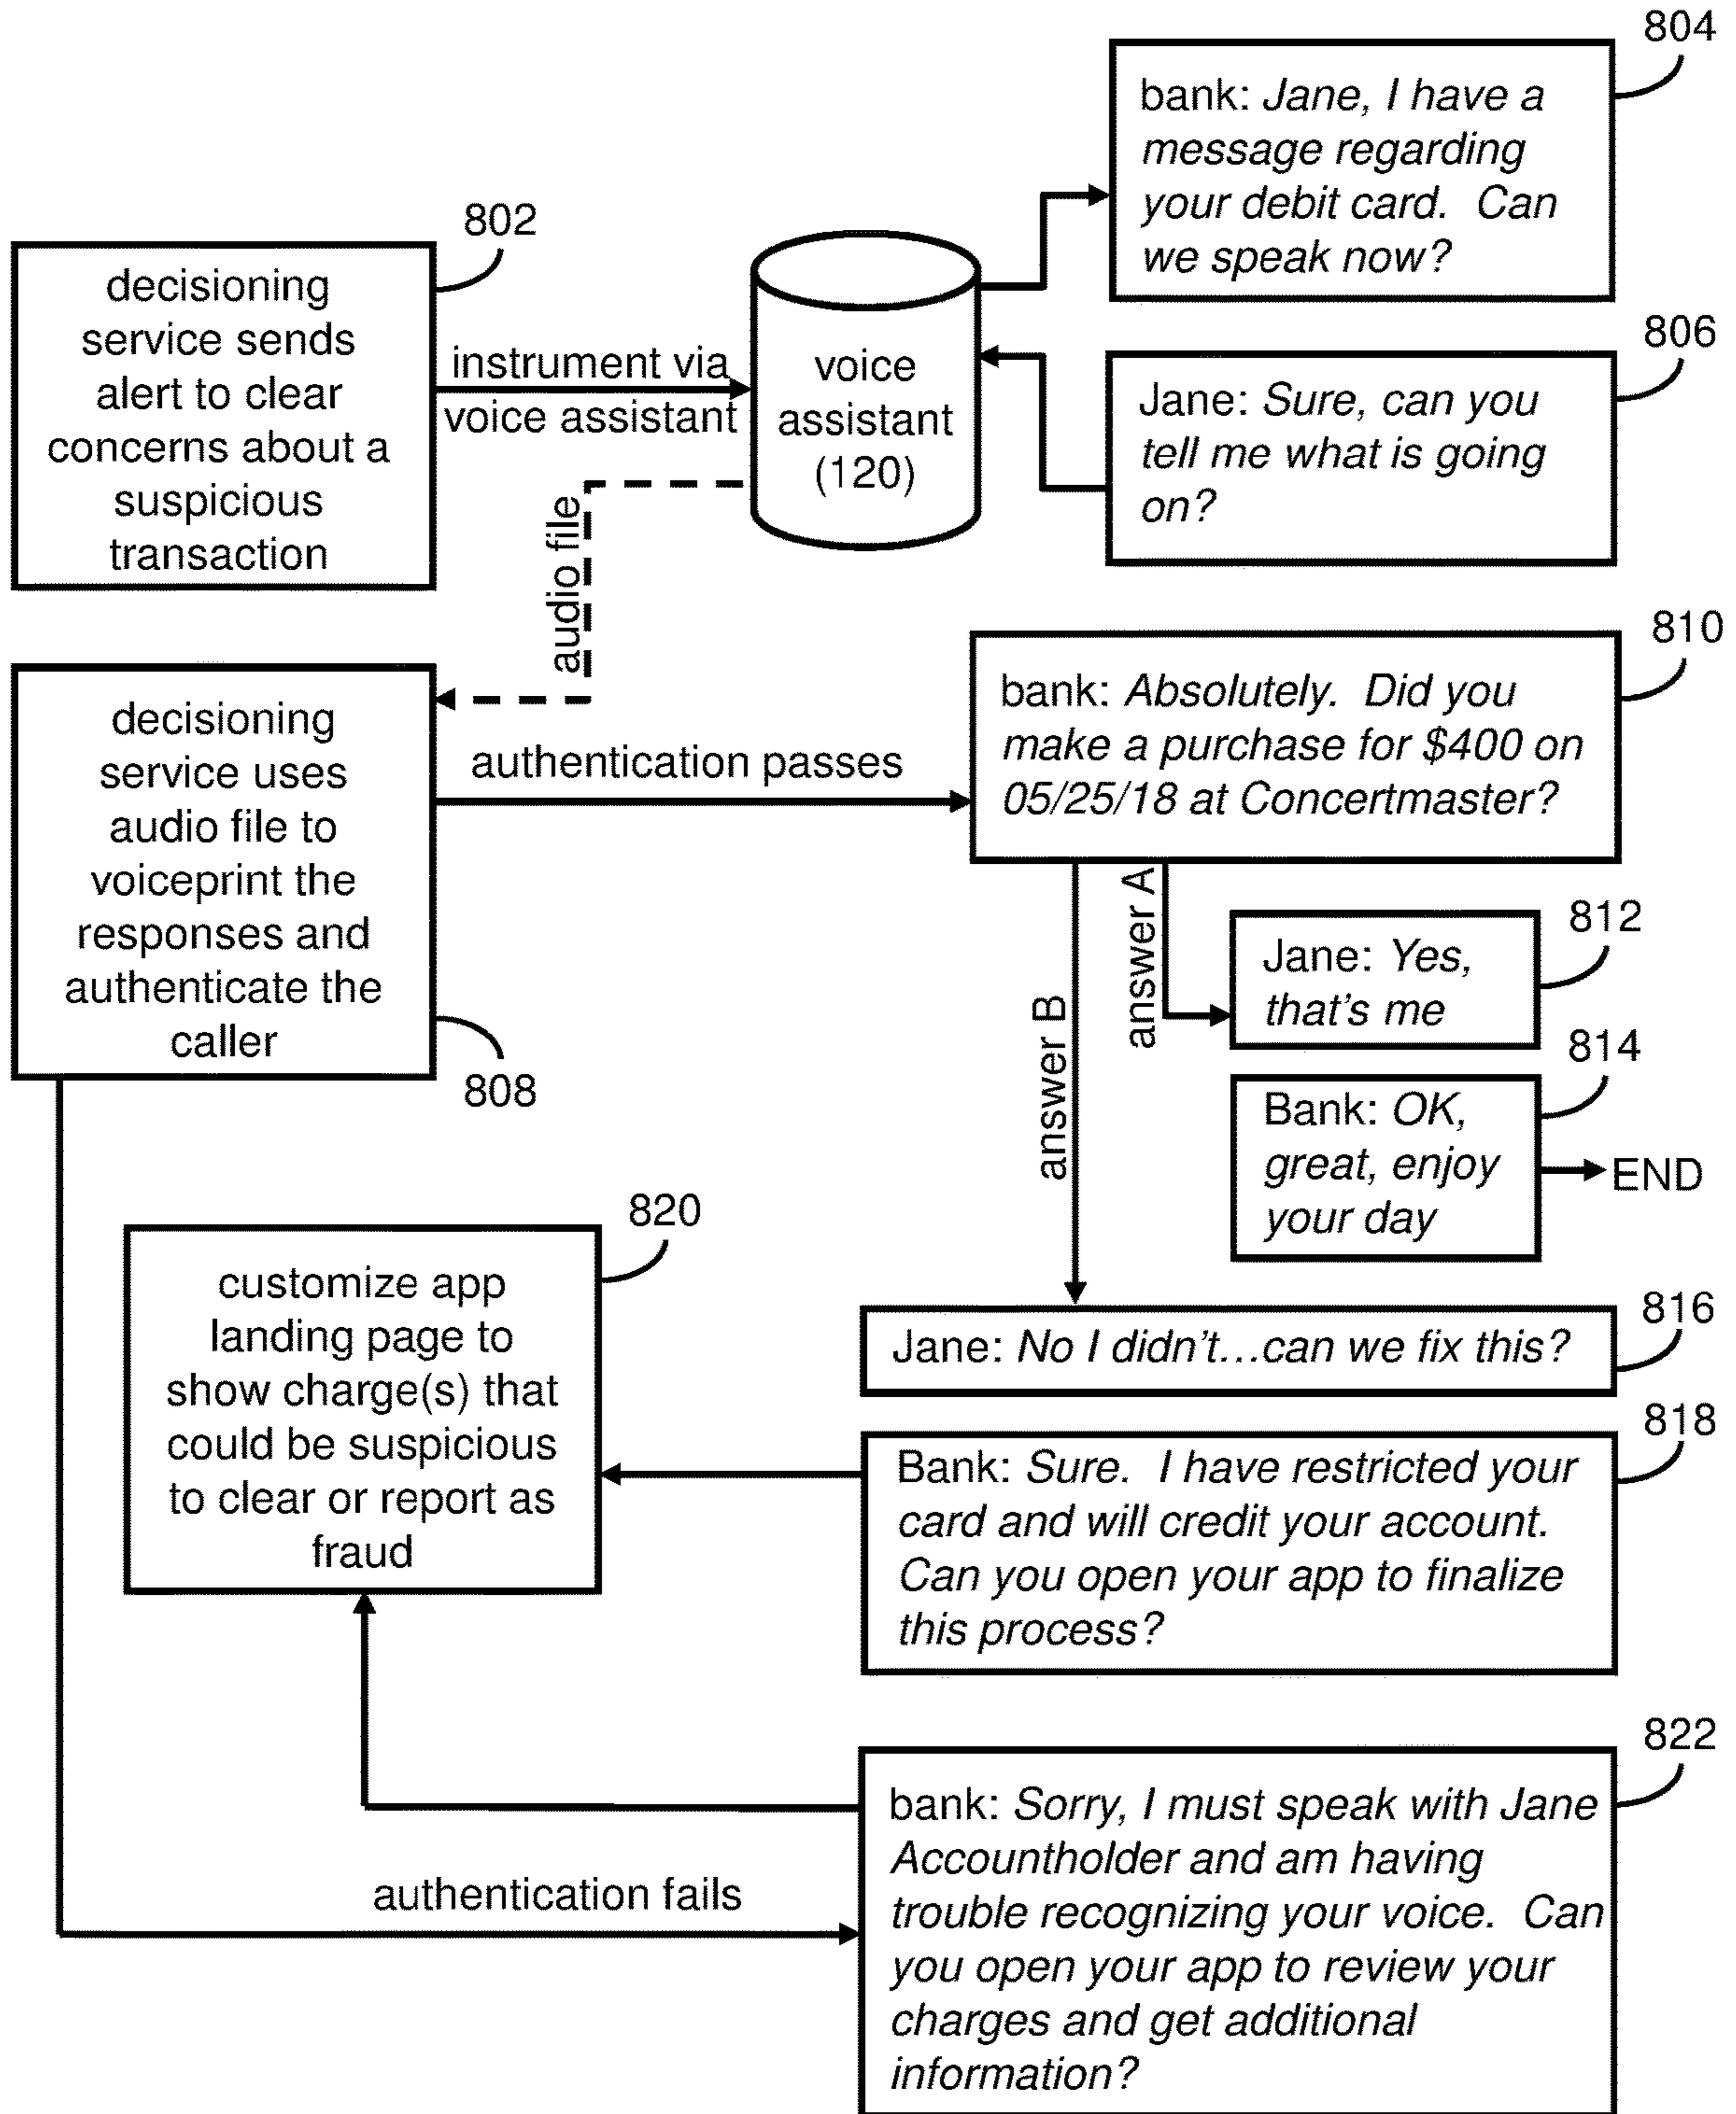 804
bank: Jane, I have a
message regarding
your debit card. Can
we speak now?
802
decisioning
service sends
alert to clear
concerns about a
suspicious
transaction
instrument via
voice assistant
voice
assistant
(120)
806
Jane: Sure, can you
tell me what is going
on?
audio file
decisioning
service uses
audio file to
voiceprint the
responses and
authenticate the
caller
808
authentication passes
810
bank: Absolutely. Did you
make a purchase for $400 on
05/25/18 at Concertmaster?
answer A
answer B
812
Jane: Yes,
that's me
814
Bank: OK,
great, enjoy
your day
END
816
Jane: No I didn't...can we fix this?
818
Bank: Sure. I have restricted your
card and will credit your account.
Can you open your app to finalize
this process?
820
customize app
landing page to
show charge(s) that
could be suspicious
to clear or report as
fraud
authentication fails
822
bank: Sorry, I must speak with Jane
Accountholder and am having
trouble recognizing your voice. Can
you open your app to review your
charges and get additional
information?